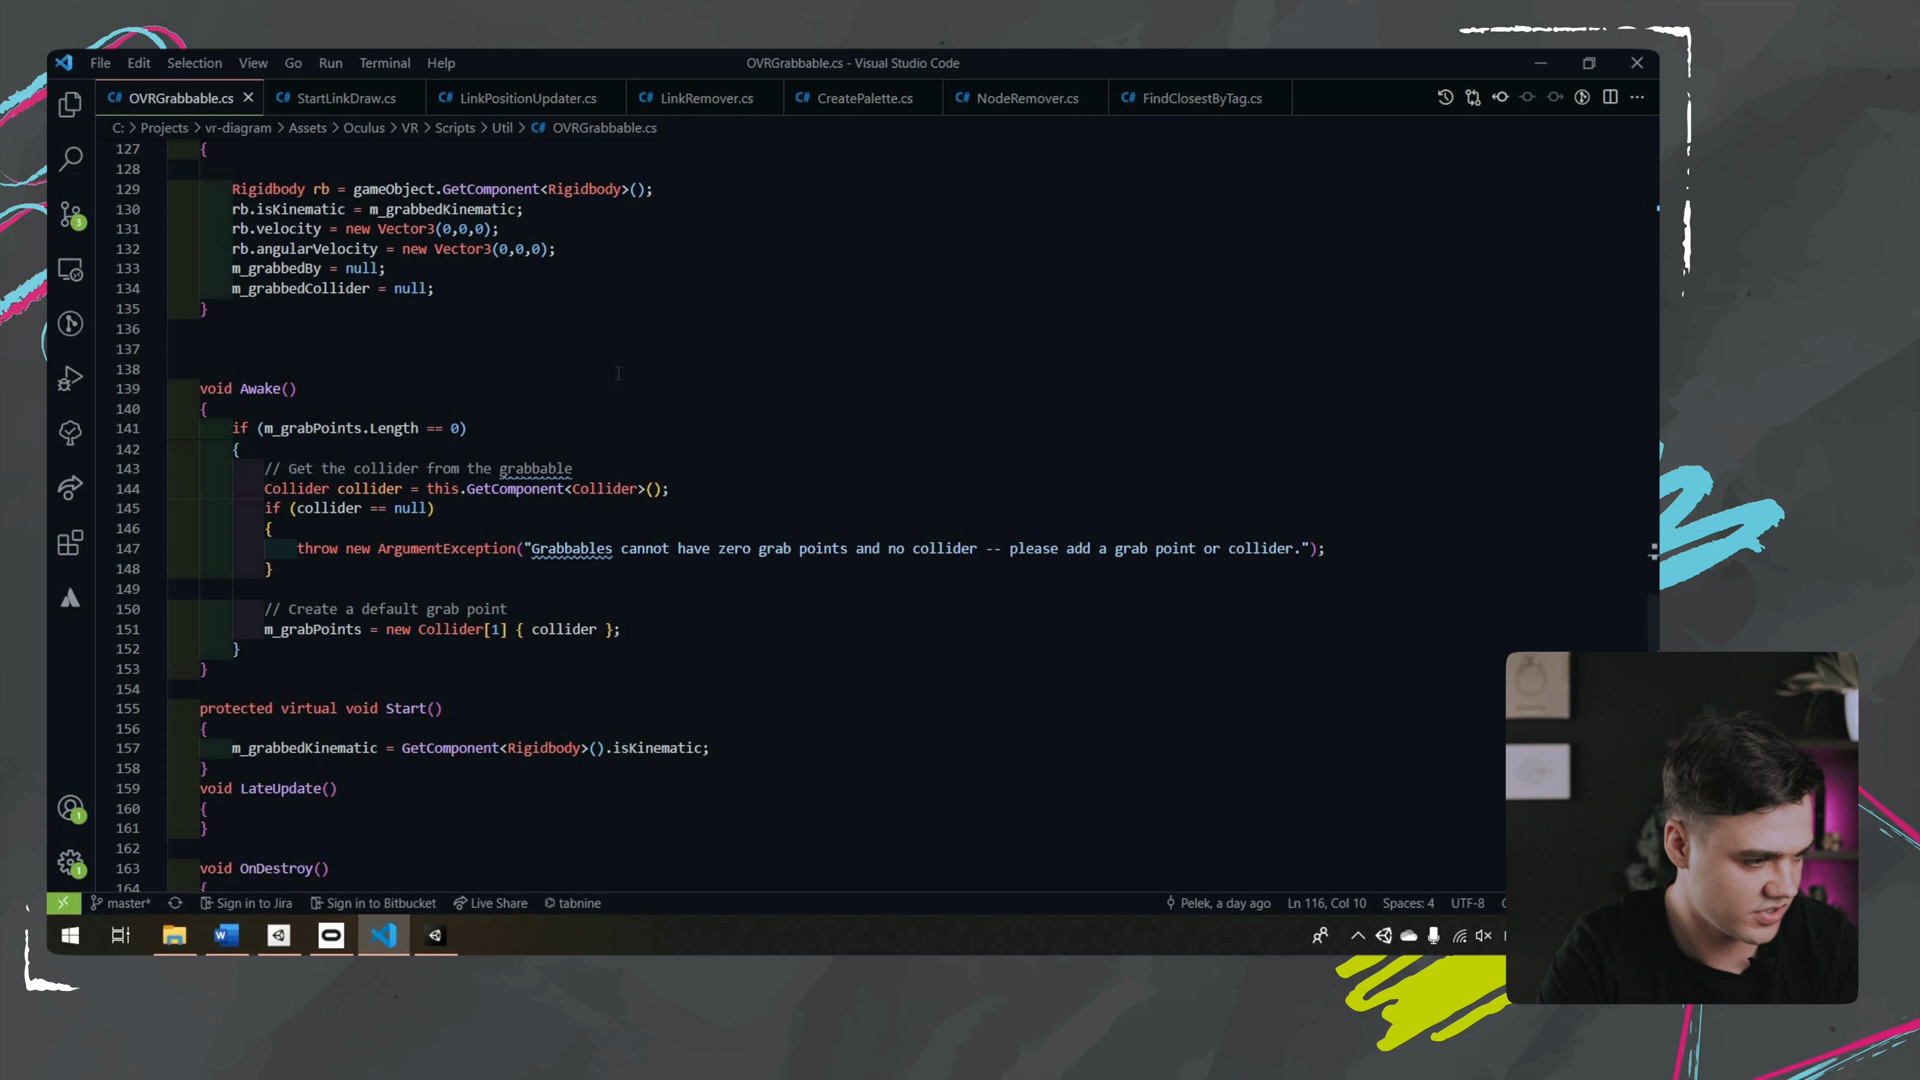 File Edit Selection View Go Run Terminal Help
OVRGrabbable.cs - Visual Studio Code
C# OVRGrabbable.cs C# StartLinkDraw.cs C# LinkPositionUpdater.cs C# LinkRemover.cs C# CreatePalette.cs C# NodeRemover.cs C# FindClosestByTag.cs
C: > Projects > vr-diagram > Assets > Oculus > VR > Scripts > Util > C# OVRGrabbable.cs
127 {
128
129 Rigidbody rb = gameObject.GetComponent<Rigidbody>();
130 rb.isKinematic = m_grabbedKinematic;
131 rb.velocity = new Vector3(0,0,0);
132 rb.angularVelocity = new Vector3(0,0,0);
133 m_grabbedBy = null;
134 m_grabbedCollider = null;
135 }
136
137
138
139 void Awake()
140 {
141 if (m_grabPoints.Length == 0)
142 {
143 // Get the collider from the grabbable
144 Collider collider = this.GetComponent<Collider>();
145 if (collider == null)
146 {
147 throw new ArgumentException("Grabbables cannot have zero grab points and no collider -- please add a grab point or collider.");
148 }
149
150 // Create a default grab point
151 m_grabPoints = new Collider[1] { collider };
152 }
153 }
154
155 protected virtual void Start()
156 {
157 m_grabbedKinematic = GetComponent<Rigidbody>().isKinematic;
158 }
159 void LateUpdate()
160 {
161 }
162
163 void OnDestroy()
164 {
3
1
1
master* Sign in to Jira Sign in to Bitbucket Live Share tabnine Pelek, a day ago Ln 116, Col 10 Spaces: 4 UTF-8